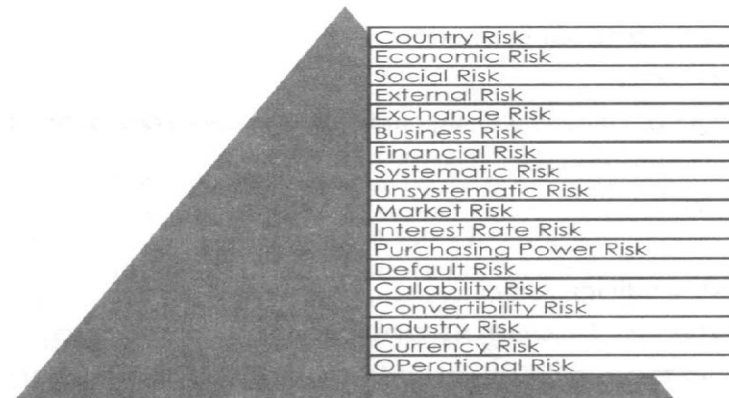 Country Risk
Economic Risk
Social Risk
External Risk
Exchange Risk
Business Risk
Financial Risk
Systematic Risk
Unsystematic Risk
Market Risk
Interest Rate Risk
Purchasing Power Risk
Default Risk
Callability Risk
Convertibility Risk
Industry Risk
Currency Risk
OPerational Risk